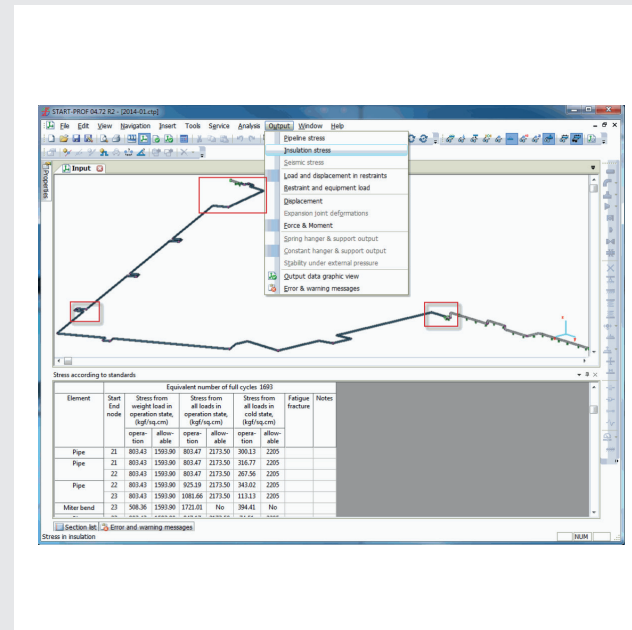 START-PROF 04.72 R2 - [2014-01.ctp]
File Edit View Navigation Insert Tools Service Analysis Output Window Help
Pipeline stress
Insulation stress
Seismic stress
Load and displacement in restraints
Restraint and equipment load
Displacement
Expansion joint deformations
Force & Moment
Spring hanger & support output
Constant hanger & support output
Stability under external pressure
Output data graphic view
Error & warning messages
Properties
Input
Stress according to standards
Equivalent number of full cycles 1693
Element Start End node Stress from weight load in operation state, (kgf/sq.cm) Stress from all loads in operation state, (kgf/sq.cm) Stress from all loads in cold state, (kgf/sq.cm) Fatigue fracture Notes
opera-tion allow-able opera-tion allow-able opera-tion allow-able
Pipe 21 803.43 1593.90 803.47 2173.50 300.13 2205
Pipe 21 803.43 1593.90 803.47 2173.50 316.77 2205
22 803.43 1593.90 803.47 2173.50 267.56 2205
Pipe 22 803.43 1593.90 925.19 2173.50 343.02 2205
23 803.43 1593.90 1081.66 2173.50 113.13 2205
Miter bend 23 508.36 1593.90 1721.01 No 394.41 No
Section list Error and warning messages
Stress in insulation
NUM